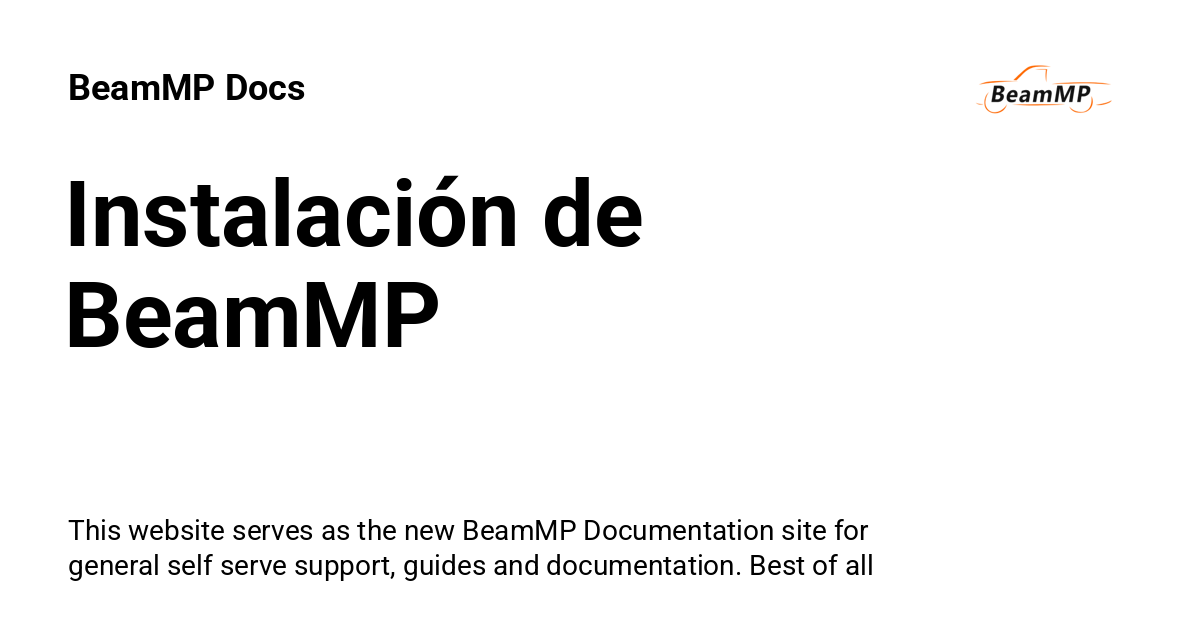 BeamMP Docs
BeamMP
Instalación de
BeamMP
This website serves as the new BeamMP Documentation site for
general self serve support, guides and documentation. Best of all